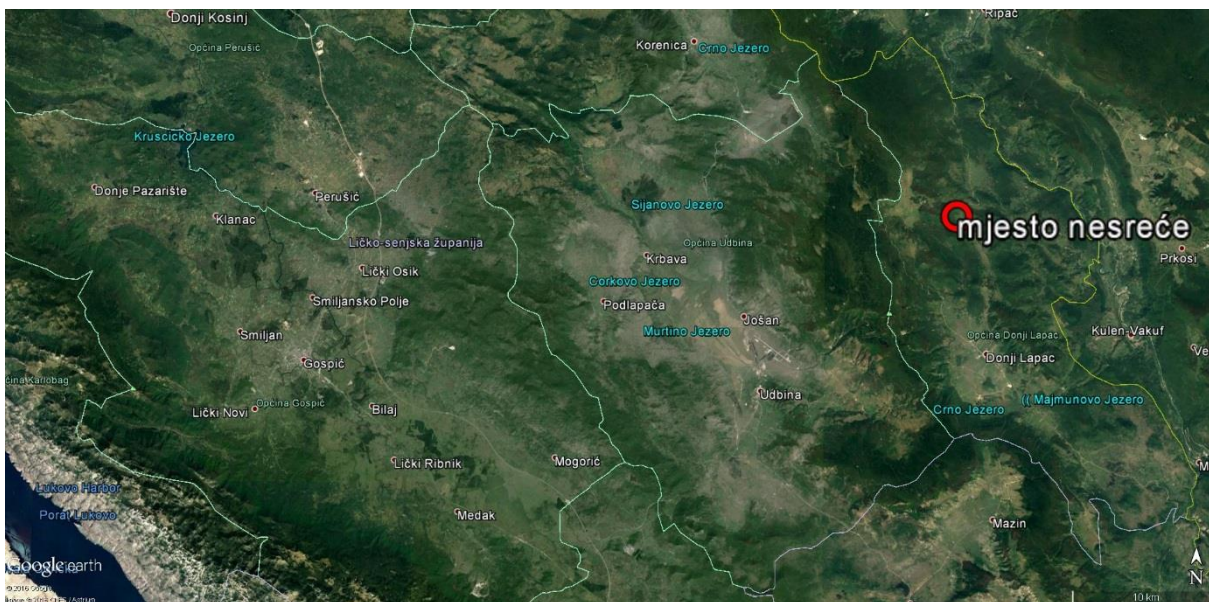 Donji Kosinj
Ripač
Općina Perušić
Korenica
Crno Jezero
Kruscicko Jezero
Donje Pazarište
Perušić
Klanac
Sijanovo Jezero
mjesto nesreće
Ličko-senjska županija
Općina Udbina
Krbava
Prkosi
Lički Osik
Corkovo Jezero
Smiljansko Polje
Podlapača
Jošan
Murtino Jezero
Smiljan
Općina Donji Lapac
Kulen-Vakuf
Gospić
Donji Lapac
Ve
Udbina
Lički Novi
Općina Gospić
Bilaj
Crno Jezero
(( Majmunovo Jezero
Lički Ribnik
Mogorić
M
Lukovo Harbor
Porat Lukovo
Medak
Mazin
Google earth
N
10 km